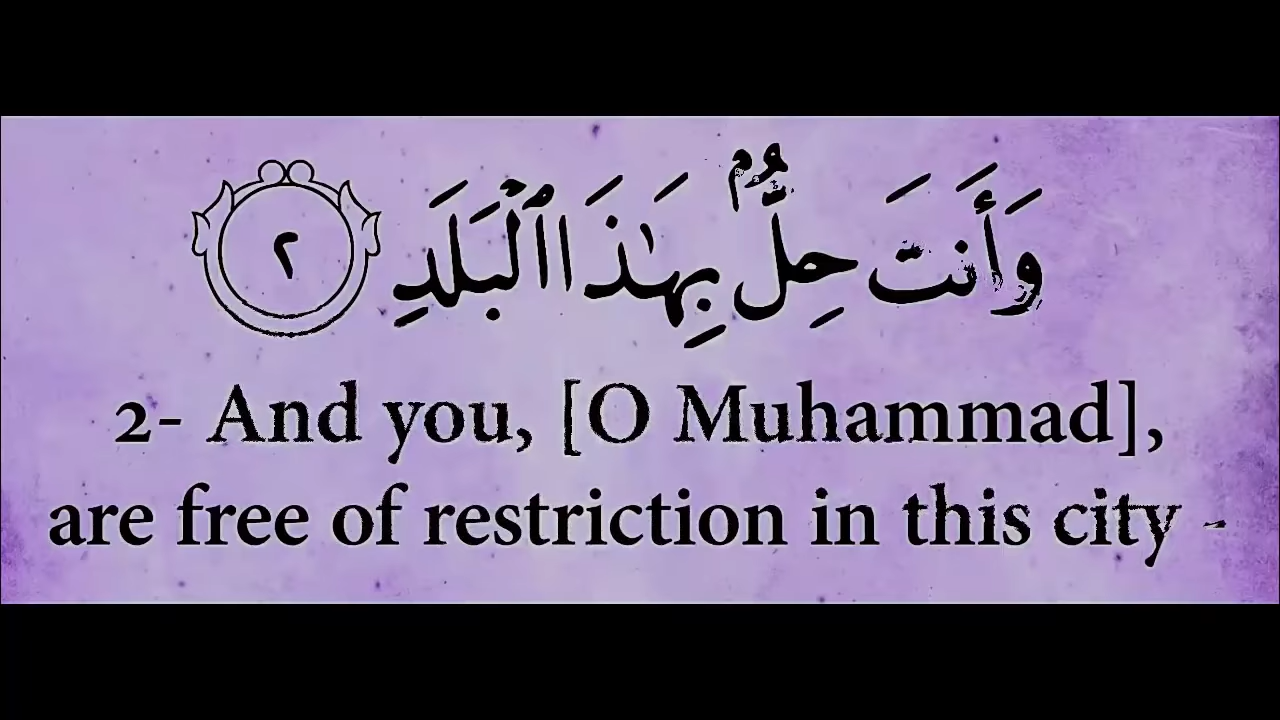 وَأَنتَ حِلٌّۢ بِهَٰذَا ٱلْبَلَدِ ٢
2- And you, [O Muhammad],
are free of restriction in this city -